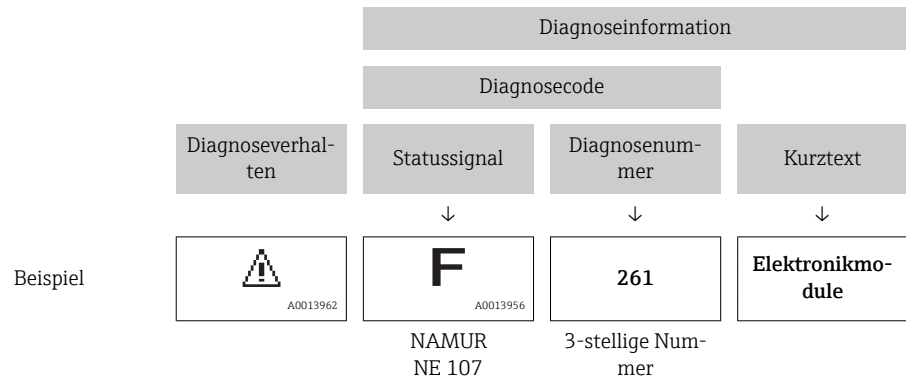 Diagnoseinformation
Diagnosecode
Diagnoseverhal-
ten
Statussignal
Diagnosenum-
mer
Kurztext
↓ ↓ ↓
Beispiel
A0013962
F
A0013956
261
Elektronikmo-
dule
NAMUR
NE 107
3-stellige Num-
mer